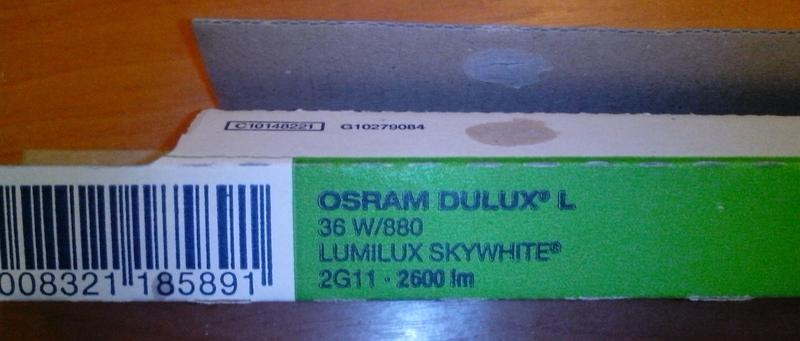 C10148221 G10279084
OSRAM DULUX® L
36 W/880
LUMILUX SKYWHITE®
2G11 · 2600 lm
008321 185891